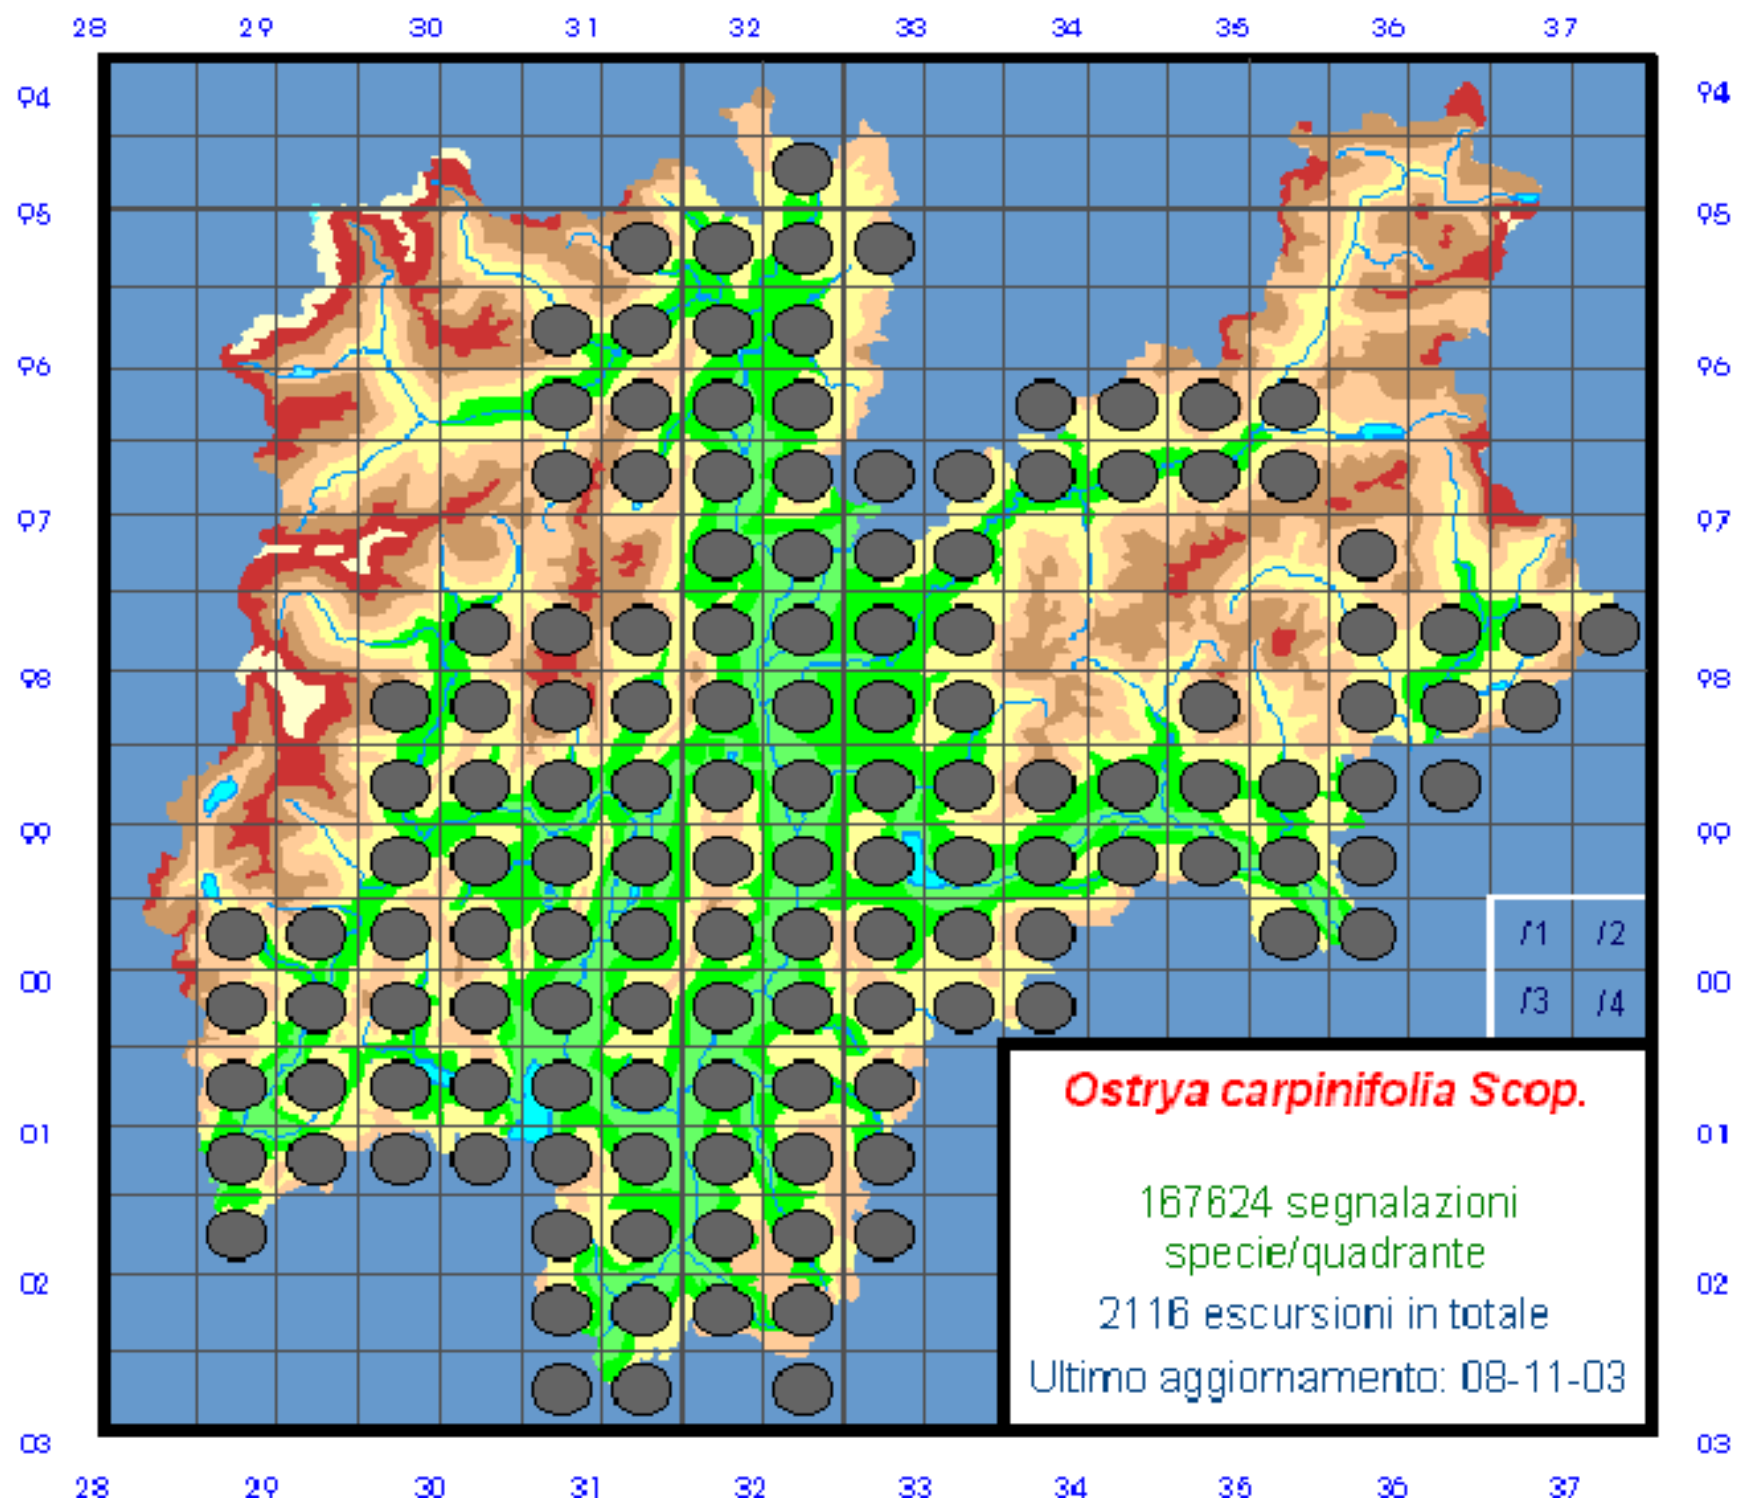 28 29 30 31 32 33 34 35 36 37
94 94
95 95
96 96
97 97
98 98
99 99
/1 /2
00 00
/3 /4
Ostrya carpinifolia Scop.
01 01
167624 segnalazioni
specie/quadrante
02 02
2116 escursioni in totale
Ultimo aggiornamento: 08-11-03
03 03
28 29 30 31 32 33 34 35 36 37